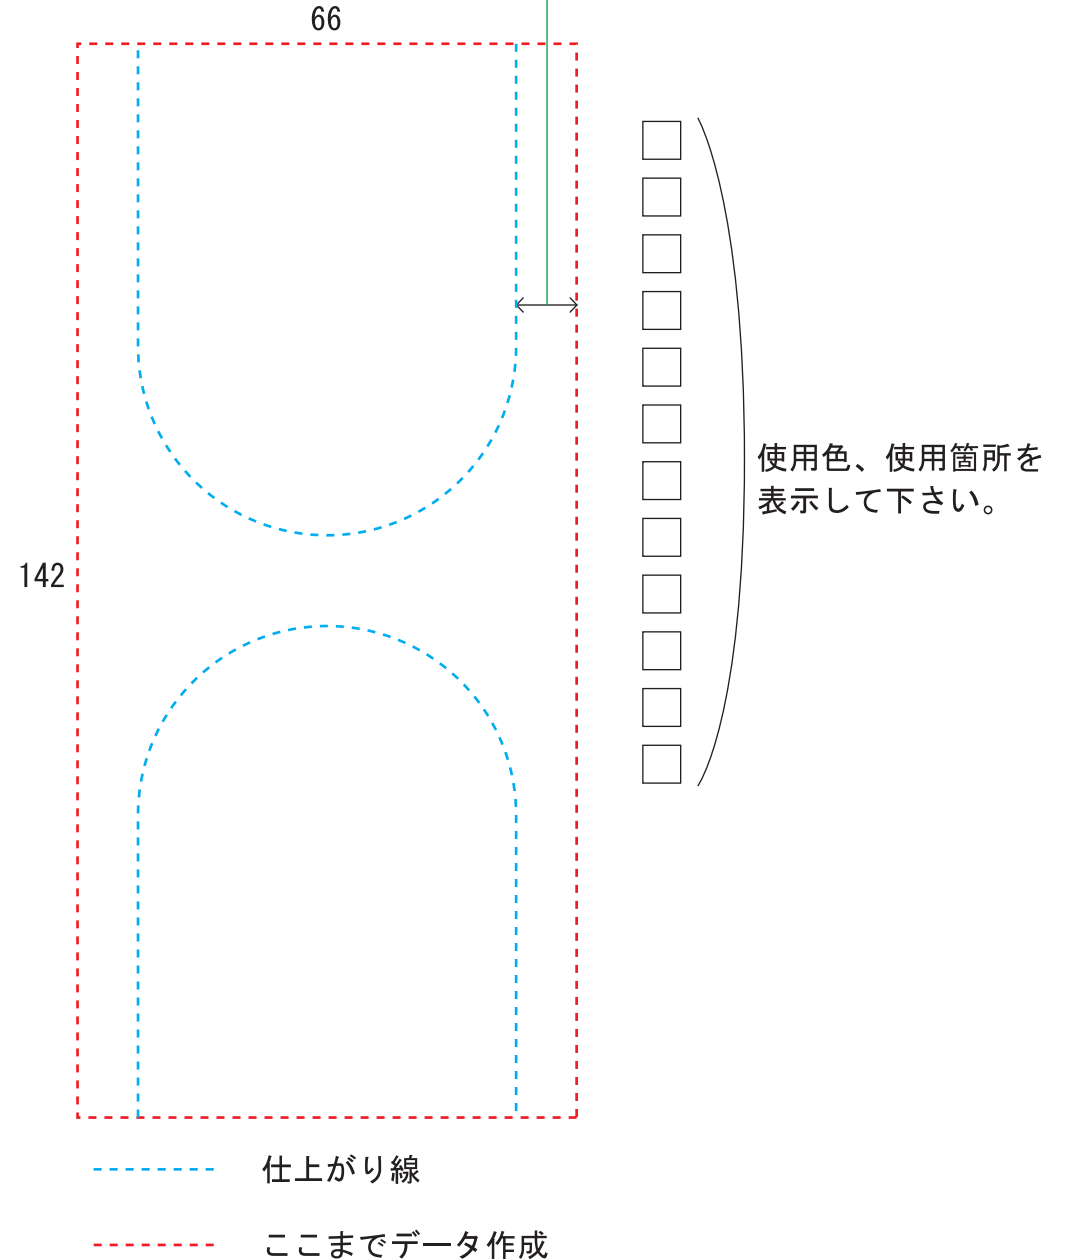 66
使用色、使用箇所を
表示して下さい。
142
仕上がり線
ここまでデータ作成